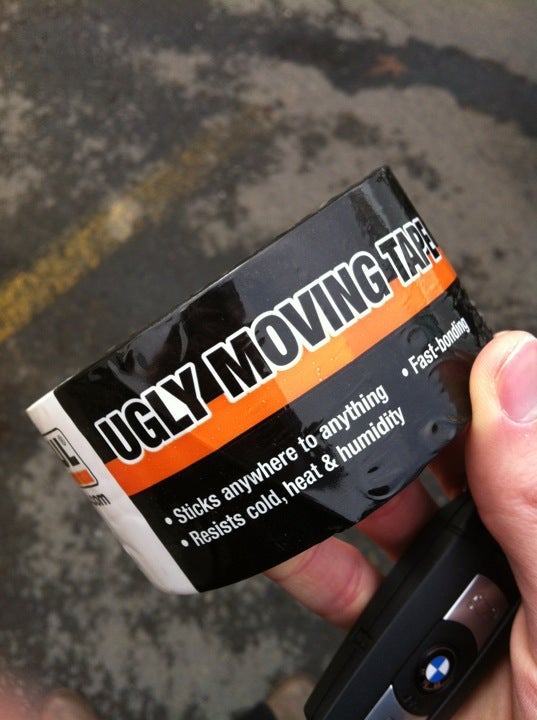 UGLY MOVING TAPE
• Sticks anywhere to anything
• Resists cold, heat & humidity
• Fast-bonding